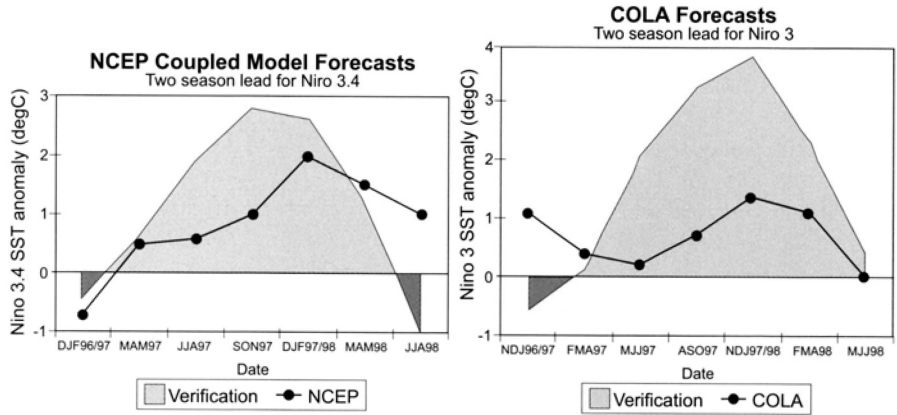 NCEP Coupled Model Forecasts
Two season lead for Niro 3.4
Nino 3.4 SST anomaly (degC)
3
2
1
0
-1
DJF96/97 MAM97 JJA97 SON97 DJF97/98 MAM98 JJA98
Date
Verification NCEP
COLA Forecasts
Two season lead for Niro 3
Nino 3 SST anomaly (degC)
4
3
2
1
0
-1
NDJ96/97 FMA97 MJJ97 ASO97 NDJ97/98 FMA98 MJJ98
Date
Verification COLA